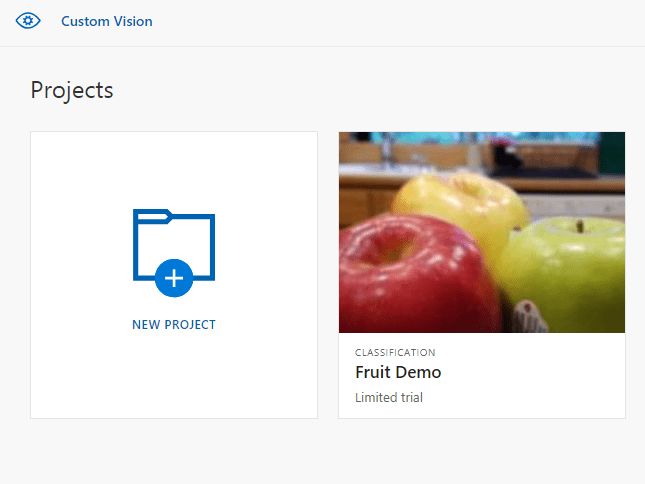 Custom Vision
Projects
NEW PROJECT
CLASSIFICATION
Fruit Demo
Limited trial